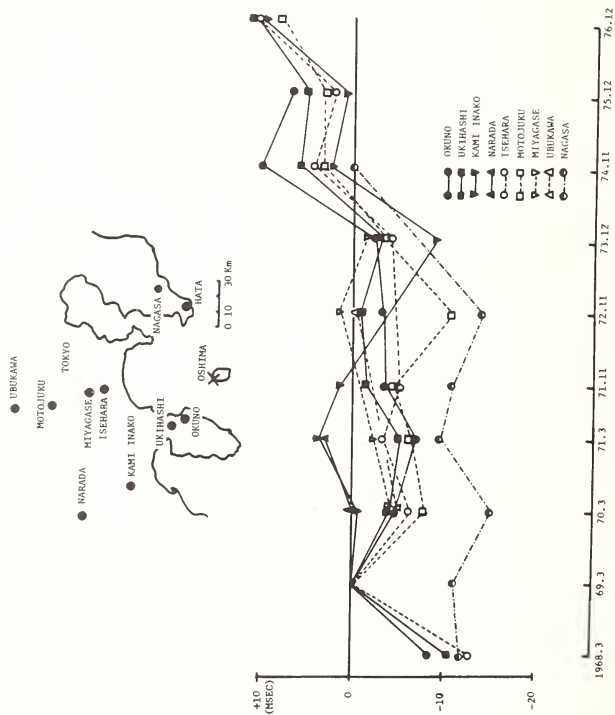 UBUKAWA
MOTOJUKU
TOKYO
NARADA
MIYAGASE
ISEHARA
KAMI INAKO
NAGASA
HATA
UKIHASHI
OKUNO
OSHIMA
0 10 30 Km
+10
(MSEC)
0
-10
-20
OKUNO
UKIHASHI
KAMI INAKO
NARADA
ISEHARA
MOTOJUKU
MIYAGASE
UBUKAWA
NAGASA
1968.3
69.3
70.3
71.3
71.11
72.11
73.12
74.11
75.12
76.12